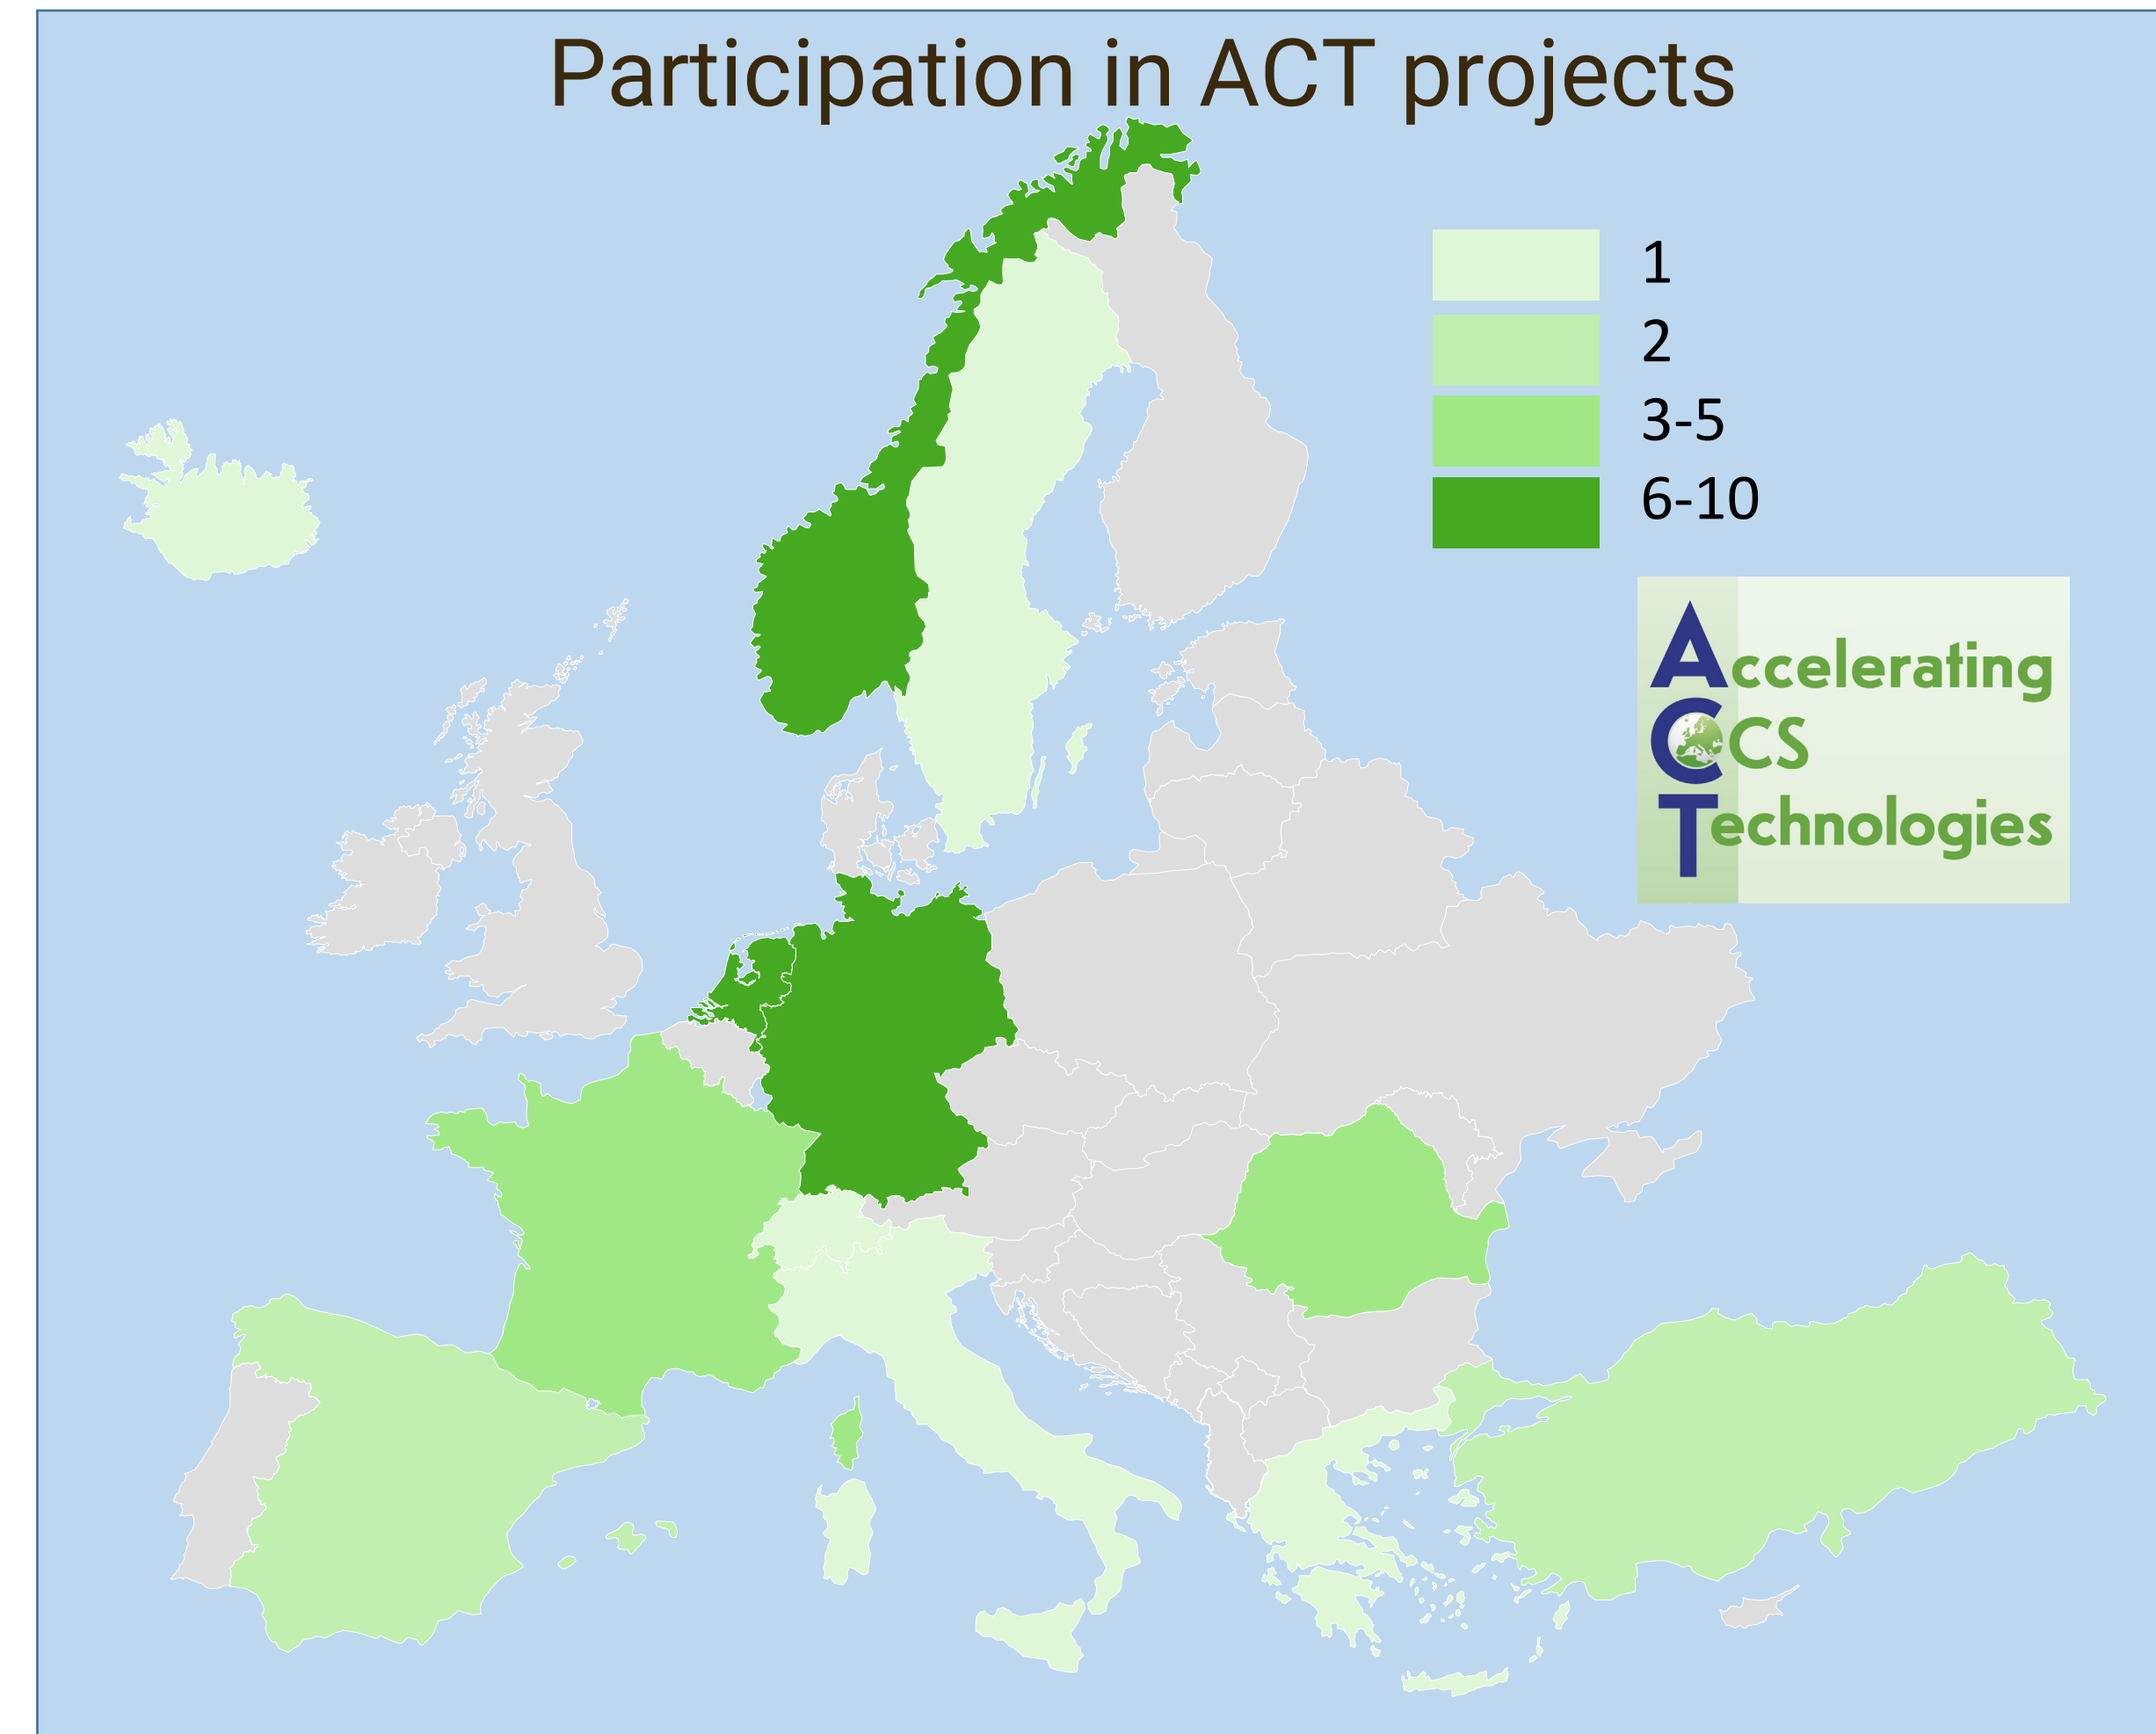 Participation in ACT projects
1
2
3-5
6-10
Accelerating
CCS
Technologies